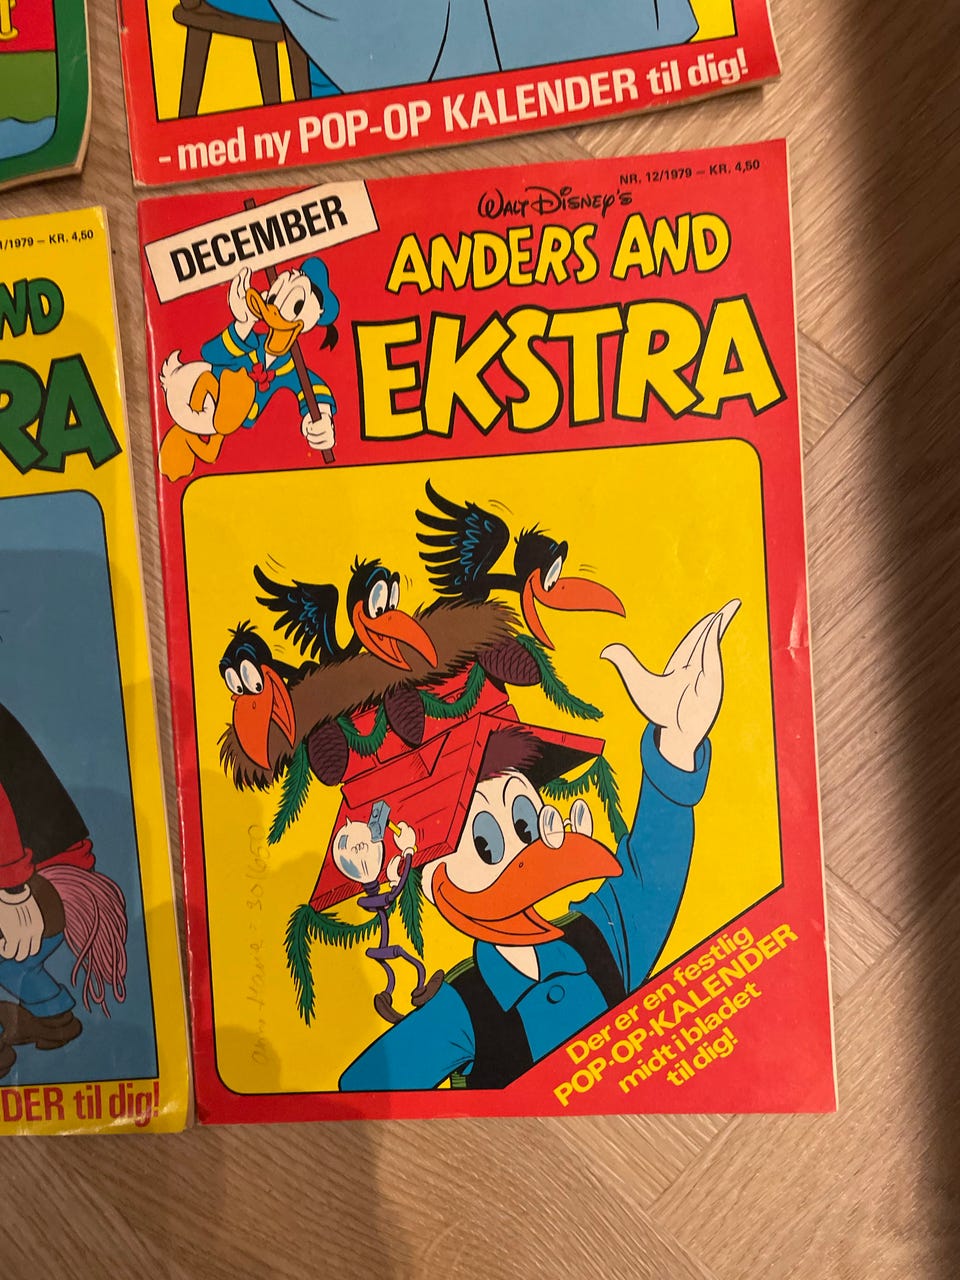 - med ny POP-OP KALENDER til dig!
1/1979 – KR. 4,50
ND
RA
DER til dig!
NR. 12/1979 – KR. 4,50
DECEMBER
WALT DISNEY'S
ANDERS AND
EKSTRA
Der er en festlig
POP-OP-KALENDER
midt i bladet
til dig!